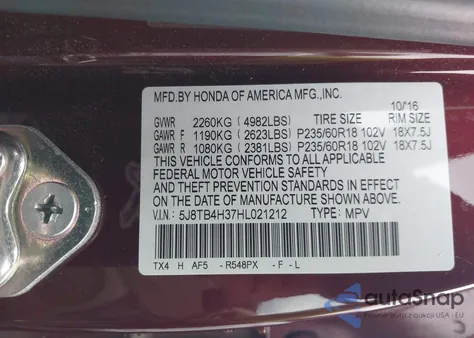 MFD.BY HONDA OF AMERICA MFG.,INC.
10/16
GVWR 2260KG (4982LBS) TIRE SIZE RIM SIZE
GAWR F 1190KG (2623LBS) P235/60R18 102V 18X7.5J
GAWR R 1080KG (2381LBS) P235/60R18 102V 18X7.5J
THIS VEHICLE CONFORMS TO ALL APPLICABLE
FEDERAL MOTOR VEHICLE SAFETY
AND THEFT PREVENTION STANDARDS IN EFFECT
ON THE DATE OF MANUFACTURE SHOWN ABOVE.
V.I.N.: 5J8TB4H37HL021212 TYPE: MPV
TX4 H AF5 - R548PX - F - L
autoSnap
Автоаукціон США - EU